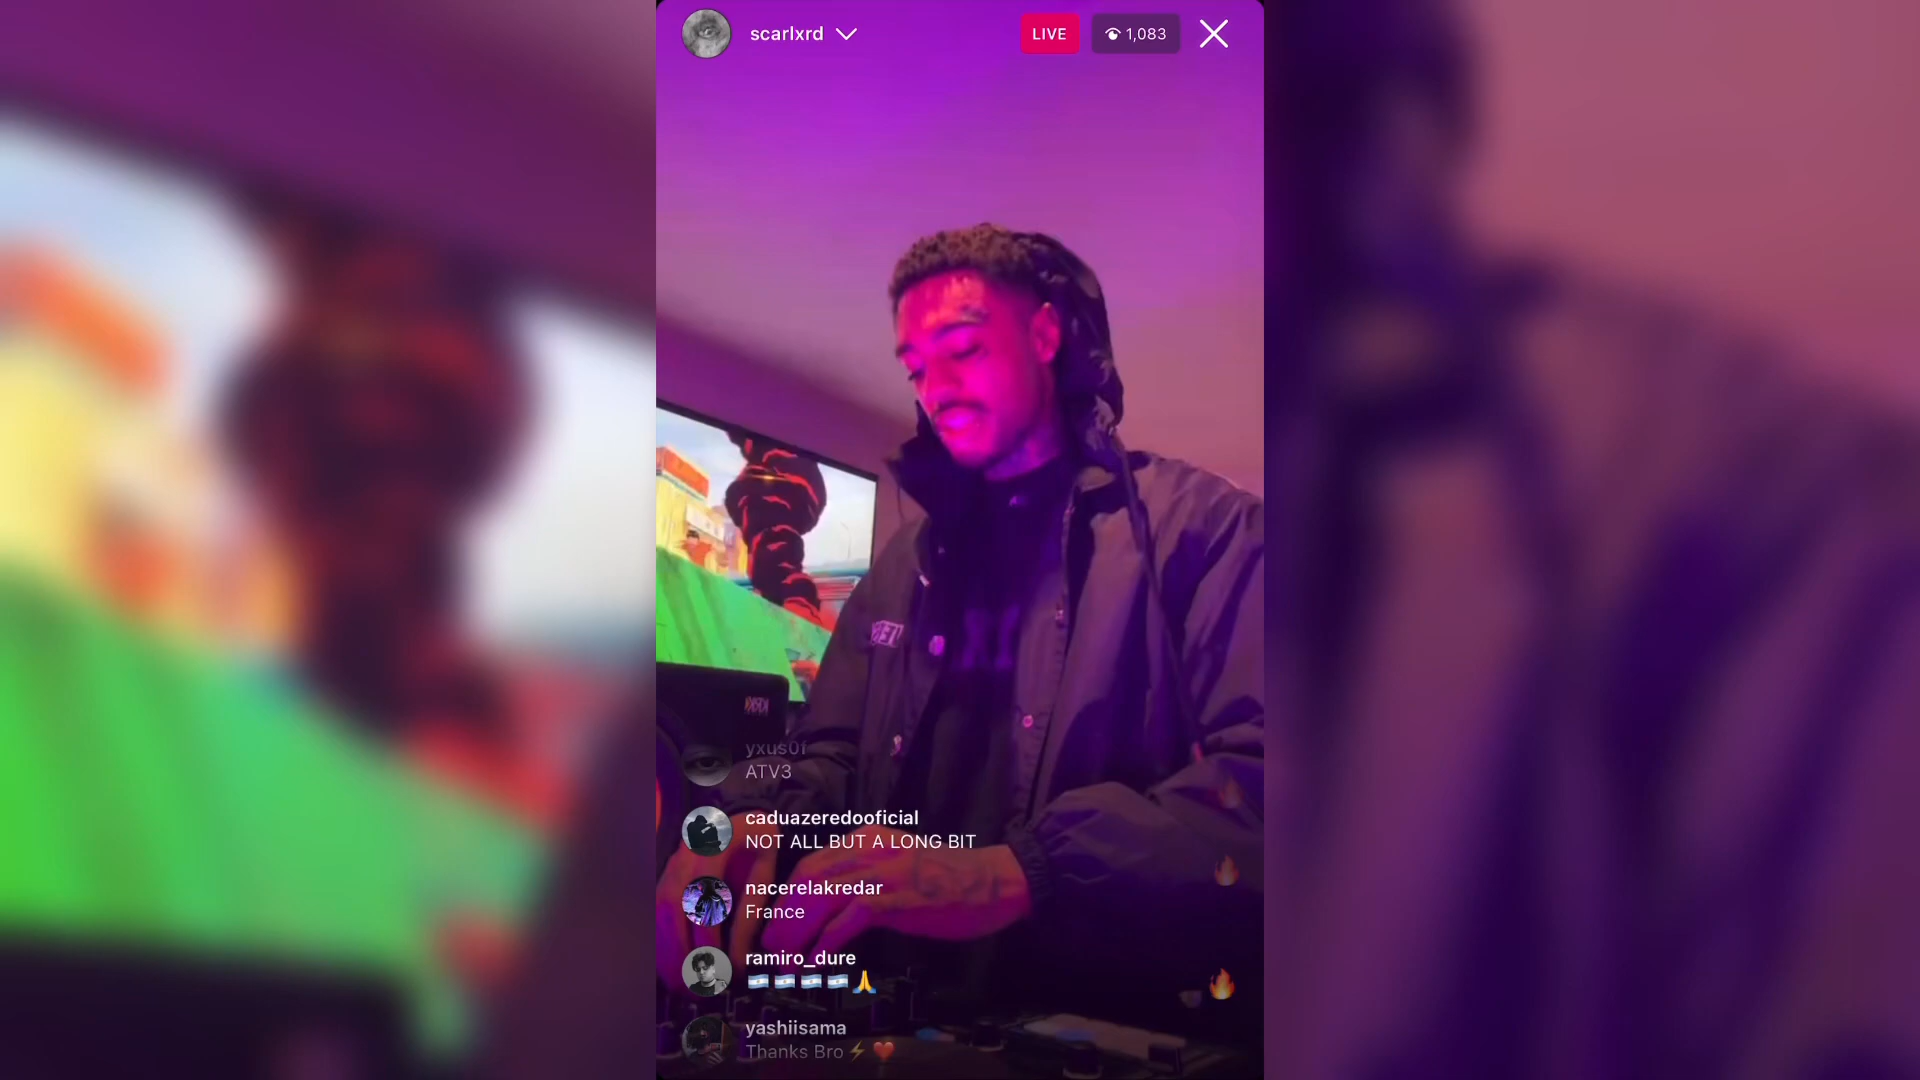 scarlxrd
LIVE
1,083
yxus0f
ATV3
caduazeredooficial
NOT ALL BUT A LONG BIT
nacerelakredar
France
ramiro_dure
🇦🇷🇦🇷🇦🇷🇦🇷🙏
yashiisama
Thanks Bro⚡❤️